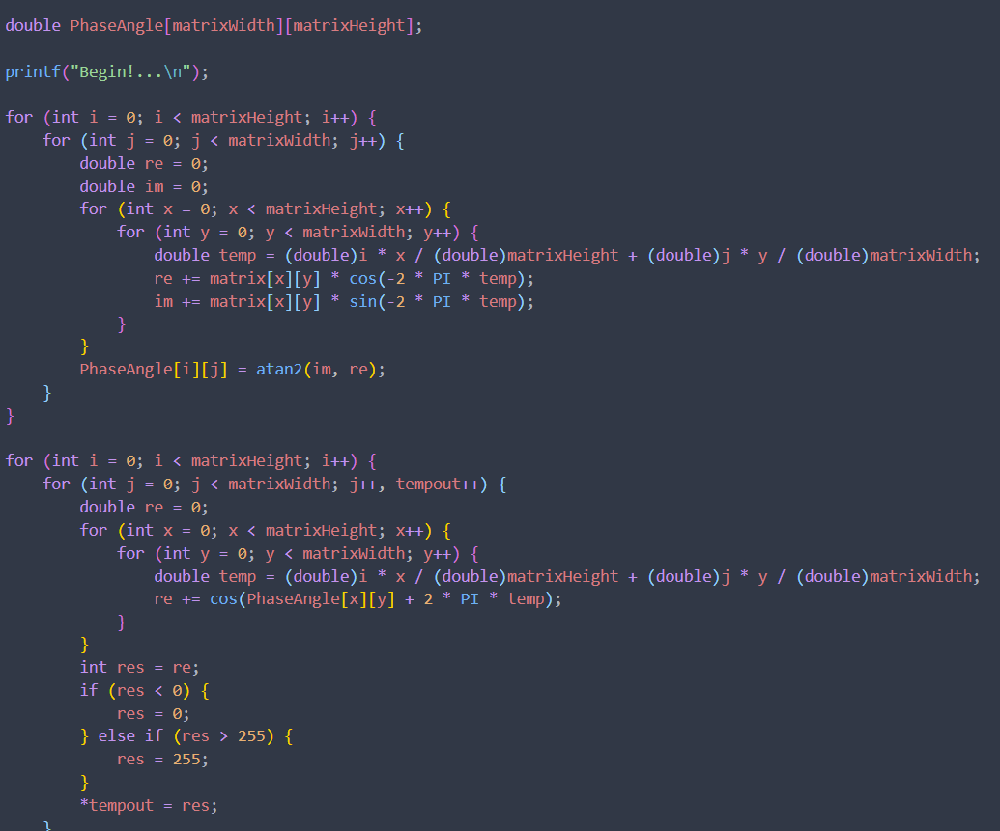 double PhaseAngle[matrixWidth][matrixHeight];
printf("Begin!...\n");
for (int i = 0; i < matrixHeight; i++) {
    for (int j = 0; j < matrixWidth; j++) {
        double re = 0;
        double im = 0;
        for (int x = 0; x < matrixHeight; x++) {
            for (int y = 0; y < matrixWidth; y++) {
                double temp = (double)i * x / (double)matrixHeight + (double)j * y / (double)matrixWidth;
                re += matrix[x][y] * cos(-2 * PI * temp);
                im += matrix[x][y] * sin(-2 * PI * temp);
            }
        }
        PhaseAngle[i][j] = atan2(im, re);
    }
}
for (int i = 0; i < matrixHeight; i++) {
    for (int j = 0; j < matrixWidth; j++, tempout++) {
        double re = 0;
        for (int x = 0; x < matrixHeight; x++) {
            for (int y = 0; y < matrixWidth; y++) {
                double temp = (double)i * x / (double)matrixHeight + (double)j * y / (double)matrixWidth;
                re += cos(PhaseAngle[x][y] + 2 * PI * temp);
            }
        }
        int res = re;
        if (res < 0) {
            res = 0;
        } else if (res > 255) {
            res = 255;
        }
        *tempout = res;
    }